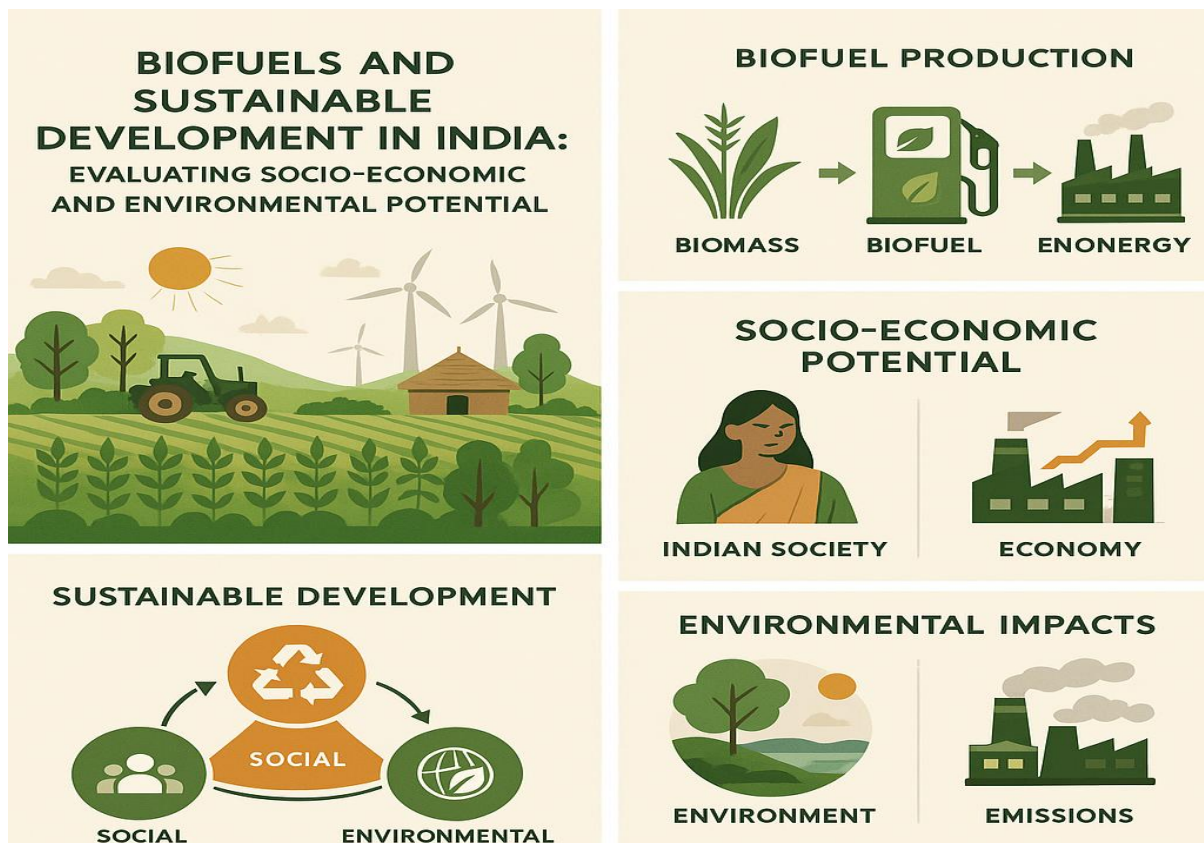 BIOFUELS AND
SUSTAINABLE
DEVELOPMENT IN INDIA:
EVALUATING SOCIO-ECONOMIC
AND ENVIRONMENTAL POTENTIAL
BIOFUEL PRODUCTION
BIOMASS
BIOFUEL
ENONERGY
SOCIO-ECONOMIC
POTENTIAL
INDIAN SOCIETY
ECONOMY
SUSTAINABLE DEVELOPMENT
SOCIAL
SOCIAL
ENVIRONMENTAL
ENVIRONMENTAL IMPACTS
ENVIRONMENT
EMISSIONS